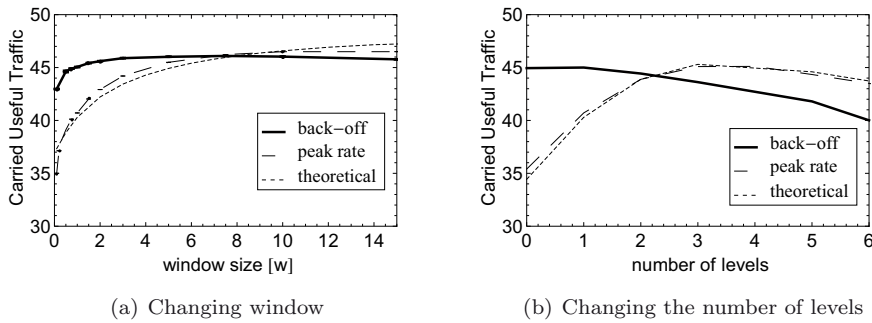 50
45
40
35
30
Carried Useful Traffic
back−off
peak rate
theoretical
0 2 4 6 8 10 12 14
window size [w]
(a) Changing window
50
45
40
35
30
Carried Useful Traffic
back−off
peak rate
theoretical
0 1 2 3 4 5 6
number of levels
(b) Changing the number of levels